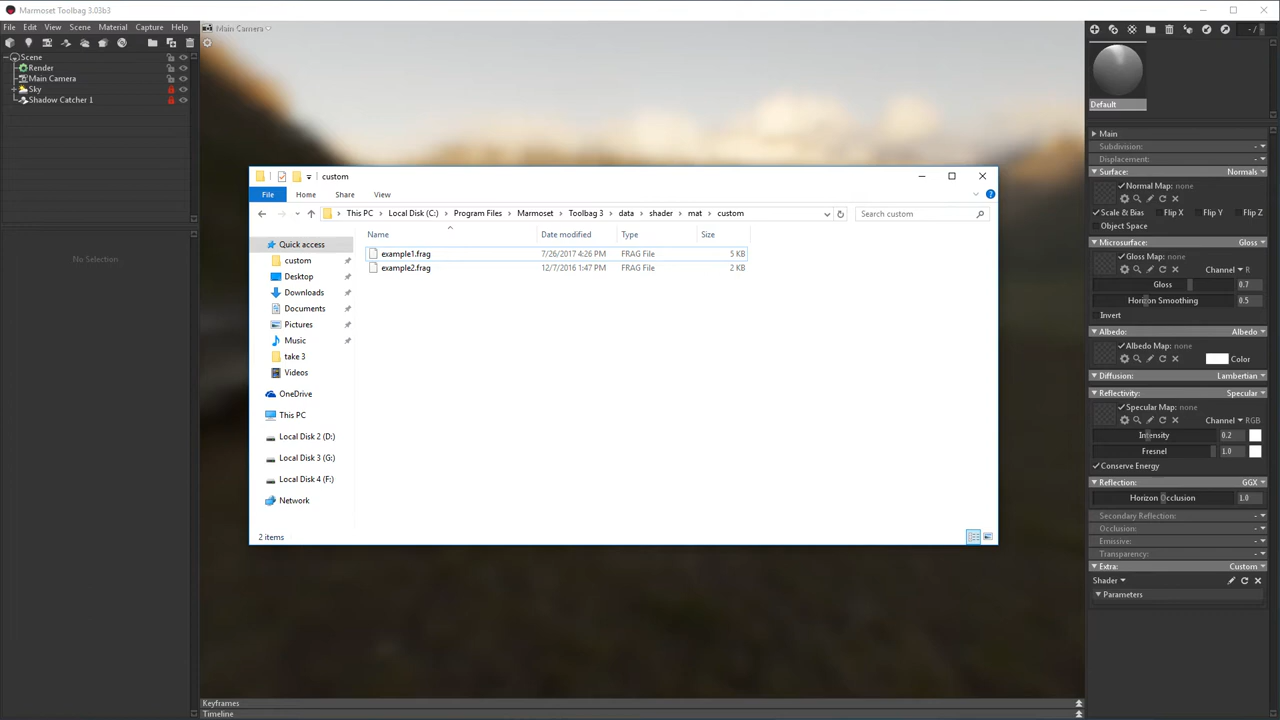 Marmoset Toolbag 3.03b3
File Edit View Scene Material Capture Help
Main Camera
Scene
Render
Main Camera
Sky
Shadow Catcher 1
No Selection
custom
File Home Share View
This PC Local Disk (C:) Program Files Marmoset Toolbag 3 data shader mat custom
Search custom
Name Date modified Type Size
example1.frag 7/26/2017 4:26 PM FRAG File 5 KB
example2.frag 12/7/2016 1:47 PM FRAG File 2 KB
Quick access
custom
Desktop
Downloads
Documents
Pictures
Music
take 3
Videos
OneDrive
This PC
Local Disk 2 (D:)
Local Disk 3 (G:)
Local Disk 4 (F:)
Network
2 items
Default
Main
Subdivision:
Displacement:
Surface: Normals
Normal Map: none
Scale & Bias Flip X Flip Y Flip Z
Object Space
Microsurface: Gloss
Gloss Map: none
Channel R
Gloss 0.7
Horizon Smoothing 0.5
Invert
Albedo: Albedo
Albedo Map: none
Color
Diffusion: Lambertian
Reflectivity: Specular
Specular Map: none
Channel RGB
Intensity 0.2
Fresnel 1.0
Conserve Energy
Reflection: GGX
Horizon Occlusion 1.0
Secondary Reflection:
Occlusion:
Emissive:
Transparency:
Extra: Custom
Shader
Parameters
Keyframes
Timeline